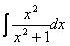 ∫ x²/(x²+1) dx